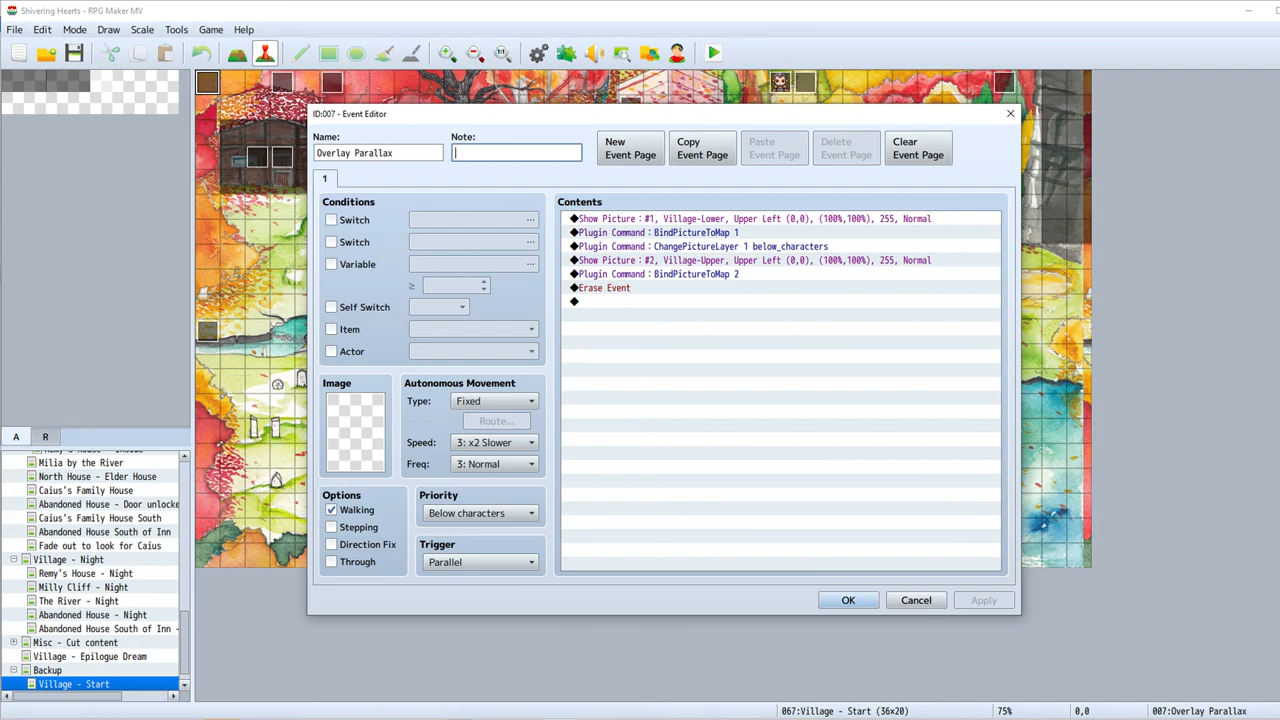 Shivering Hearts - RPG Maker MV
File Edit Mode Draw Scale Tools Game Help
1:1
ID:007 - Event Editor
Name:
Overlay Parallax
Note:
New Event Page
Copy Event Page
Paste Event Page
Delete Event Page
Clear Event Page
1
Conditions
Switch
...
Switch
...
Variable
...
≥
Self Switch
Item
Actor
Image
Autonomous Movement
Type:
Fixed
Route...
Speed:
3: x2 Slower
Freq:
3: Normal
Options
Walking
Stepping
Direction Fix
Through
Priority
Below characters
Trigger
Parallel
Contents
◆Show Picture：#1, Village-Lower, Upper Left (0,0), (100%,100%), 255, Normal
◆Plugin Command：BindPictureToMap 1
◆Plugin Command：ChangePictureLayer 1 below_characters
◆Show Picture：#2, Village-Upper, Upper Left (0,0), (100%,100%), 255, Normal
◆Plugin Command：BindPictureToMap 2
◆Erase Event
◆
OK
Cancel
Apply
A R
Milia by the River
North House - Elder House
Caius's Family House
Abandoned House - Door unlocke
Caius's Family House South
Abandoned House South of Inn
Fade out to look for Caius
Village - Night
Remy's House - Night
Milly Cliff - Night
The River - Night
Abandoned House - Night
Abandoned House South of Inn -
Misc - Cut content
Village - Epilogue Dream
Backup
Village - Start
067:Village - Start (36x20)
75%
0,0
007:Overlay Parallax